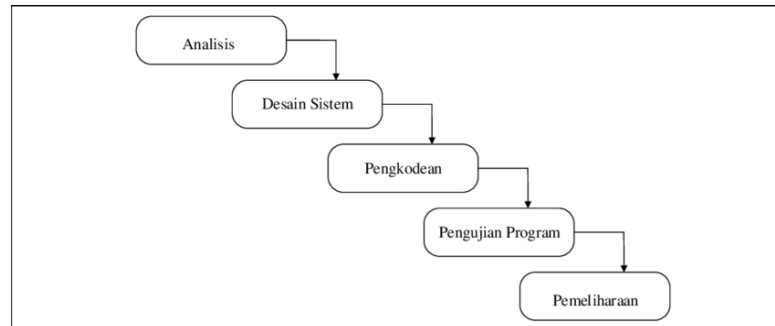 Analisis
Desain Sistem
Pengkodean
Pengujian Program
Pemeliharaan